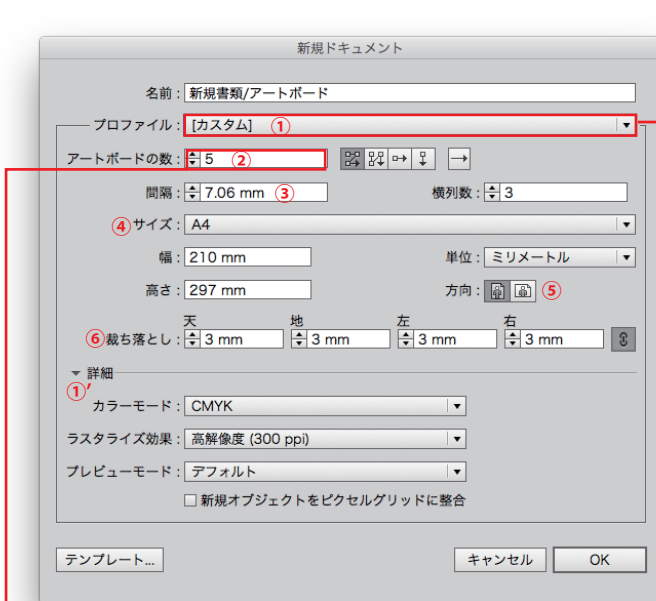 新規ドキュメント
名前 : 新規書類/アートボード
プロファイル : [カスタム] ①
アートボードの数 : 5 ②
間隔 : 7.06 mm ③ 横列数 : 3
④ サイズ : A4
幅 : 210 mm 単位 : ミリメートル
高さ : 297 mm 方向 : ⑤
天 地 左 右
⑥ 裁ち落とし : 3 mm 3 mm 3 mm 3 mm
詳細
①′
カラーモード : CMYK
ラスタライズ効果 : 高解像度 (300 ppi)
プレビューモード : デフォルト
新規オブジェクトをピクセルグリッドに整合
テンプレート... キャンセル OK